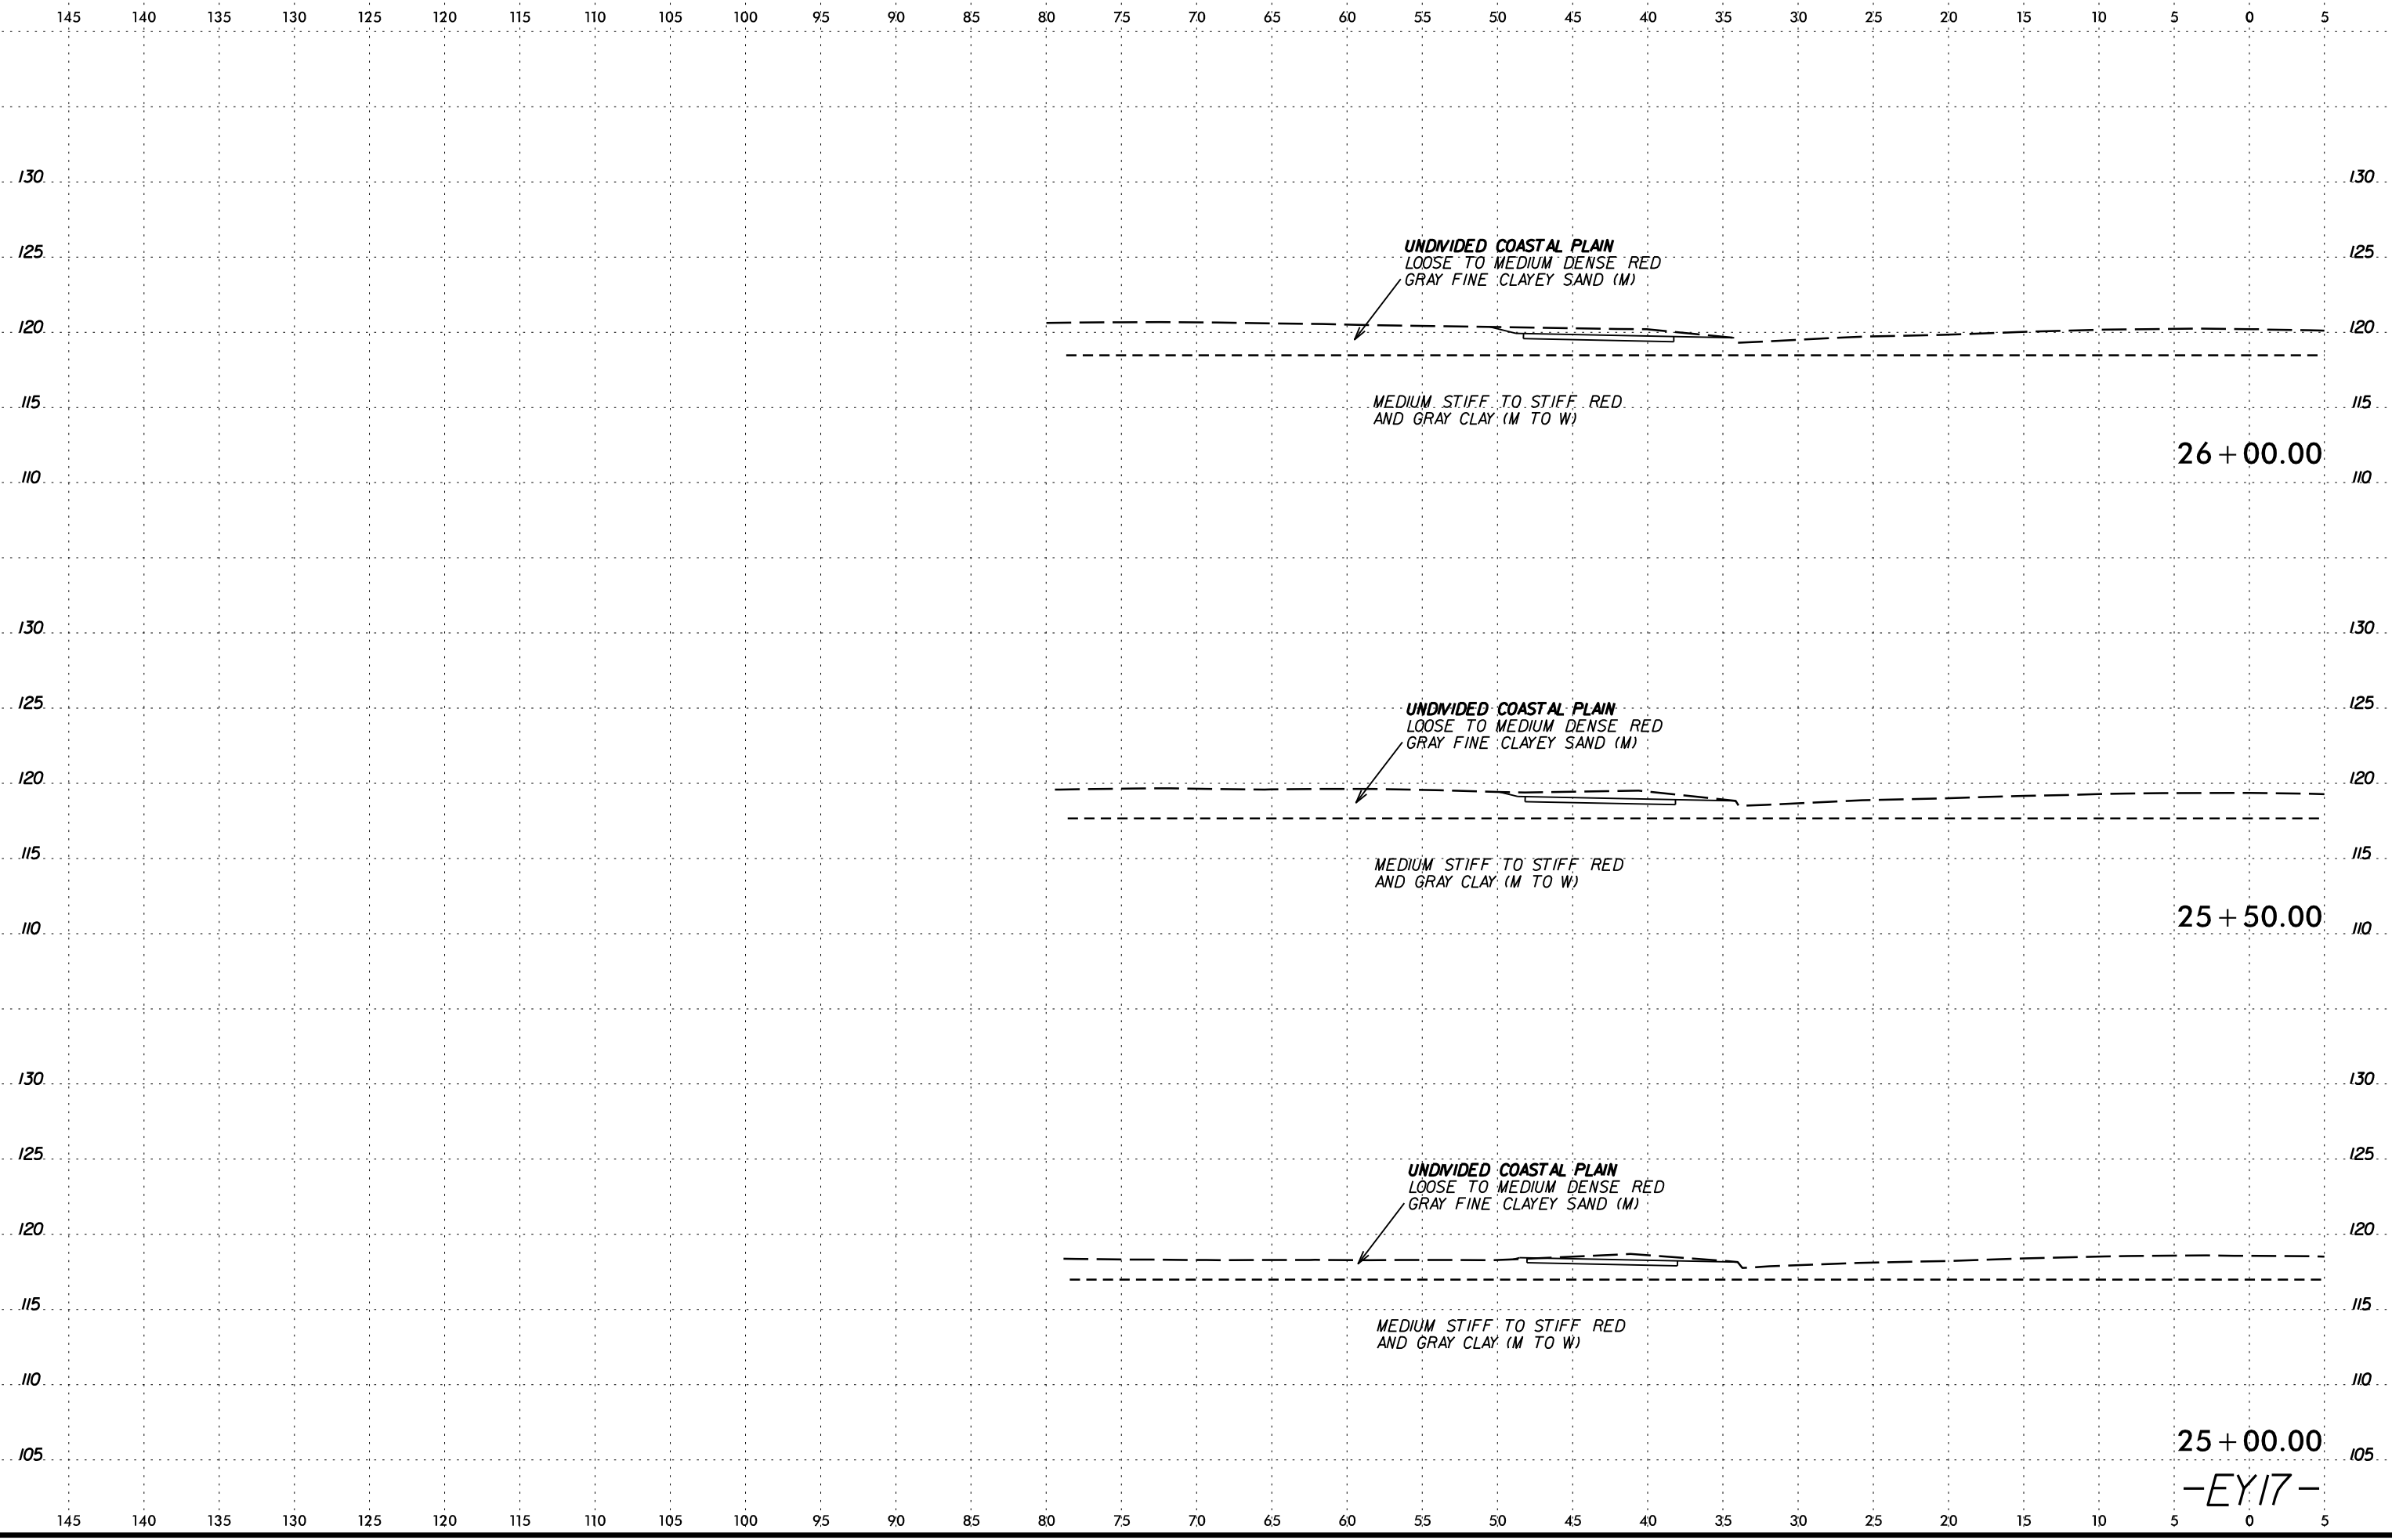 145 140 135 130 125 120 115 110 105 100 95 90 85 80 75 70 65 60 55 50 45 40 35 30 25 20 15 10 5 0 5
130 130
UNDIVIDED COASTAL PLAIN
125 125
LOOSE TO MEDIUM DENSE RED
GRAY FINE CLAYEY SAND (M)
120 120
115 115
MEDIUM STIFF TO STIFF RED
AND GRAY CLAY (M TO W)
26+00.00
110 110
130 130
125 125
UNDIVIDED COASTAL PLAIN
LOOSE TO MEDIUM DENSE RED
GRAY FINE CLAYEY SAND (M)
120 120
115 115
MEDIUM STIFF TO STIFF RED
AND GRAY CLAY (M TO W)
25+50.00
110 110
130 130
125 125
UNDIVIDED COASTAL PLAIN
LOOSE TO MEDIUM DENSE RED
GRAY FINE CLAYEY SAND (M)
120 120
115 115
MEDIUM STIFF TO STIFF RED
AND GRAY CLAY (M TO W)
110 110
25+00.00
105 105
-EY17-
145 140 135 130 125 120 115 110 105 100 95 90 85 80 75 70 65 60 55 50 45 40 35 30 25 20 15 10 5 0 5